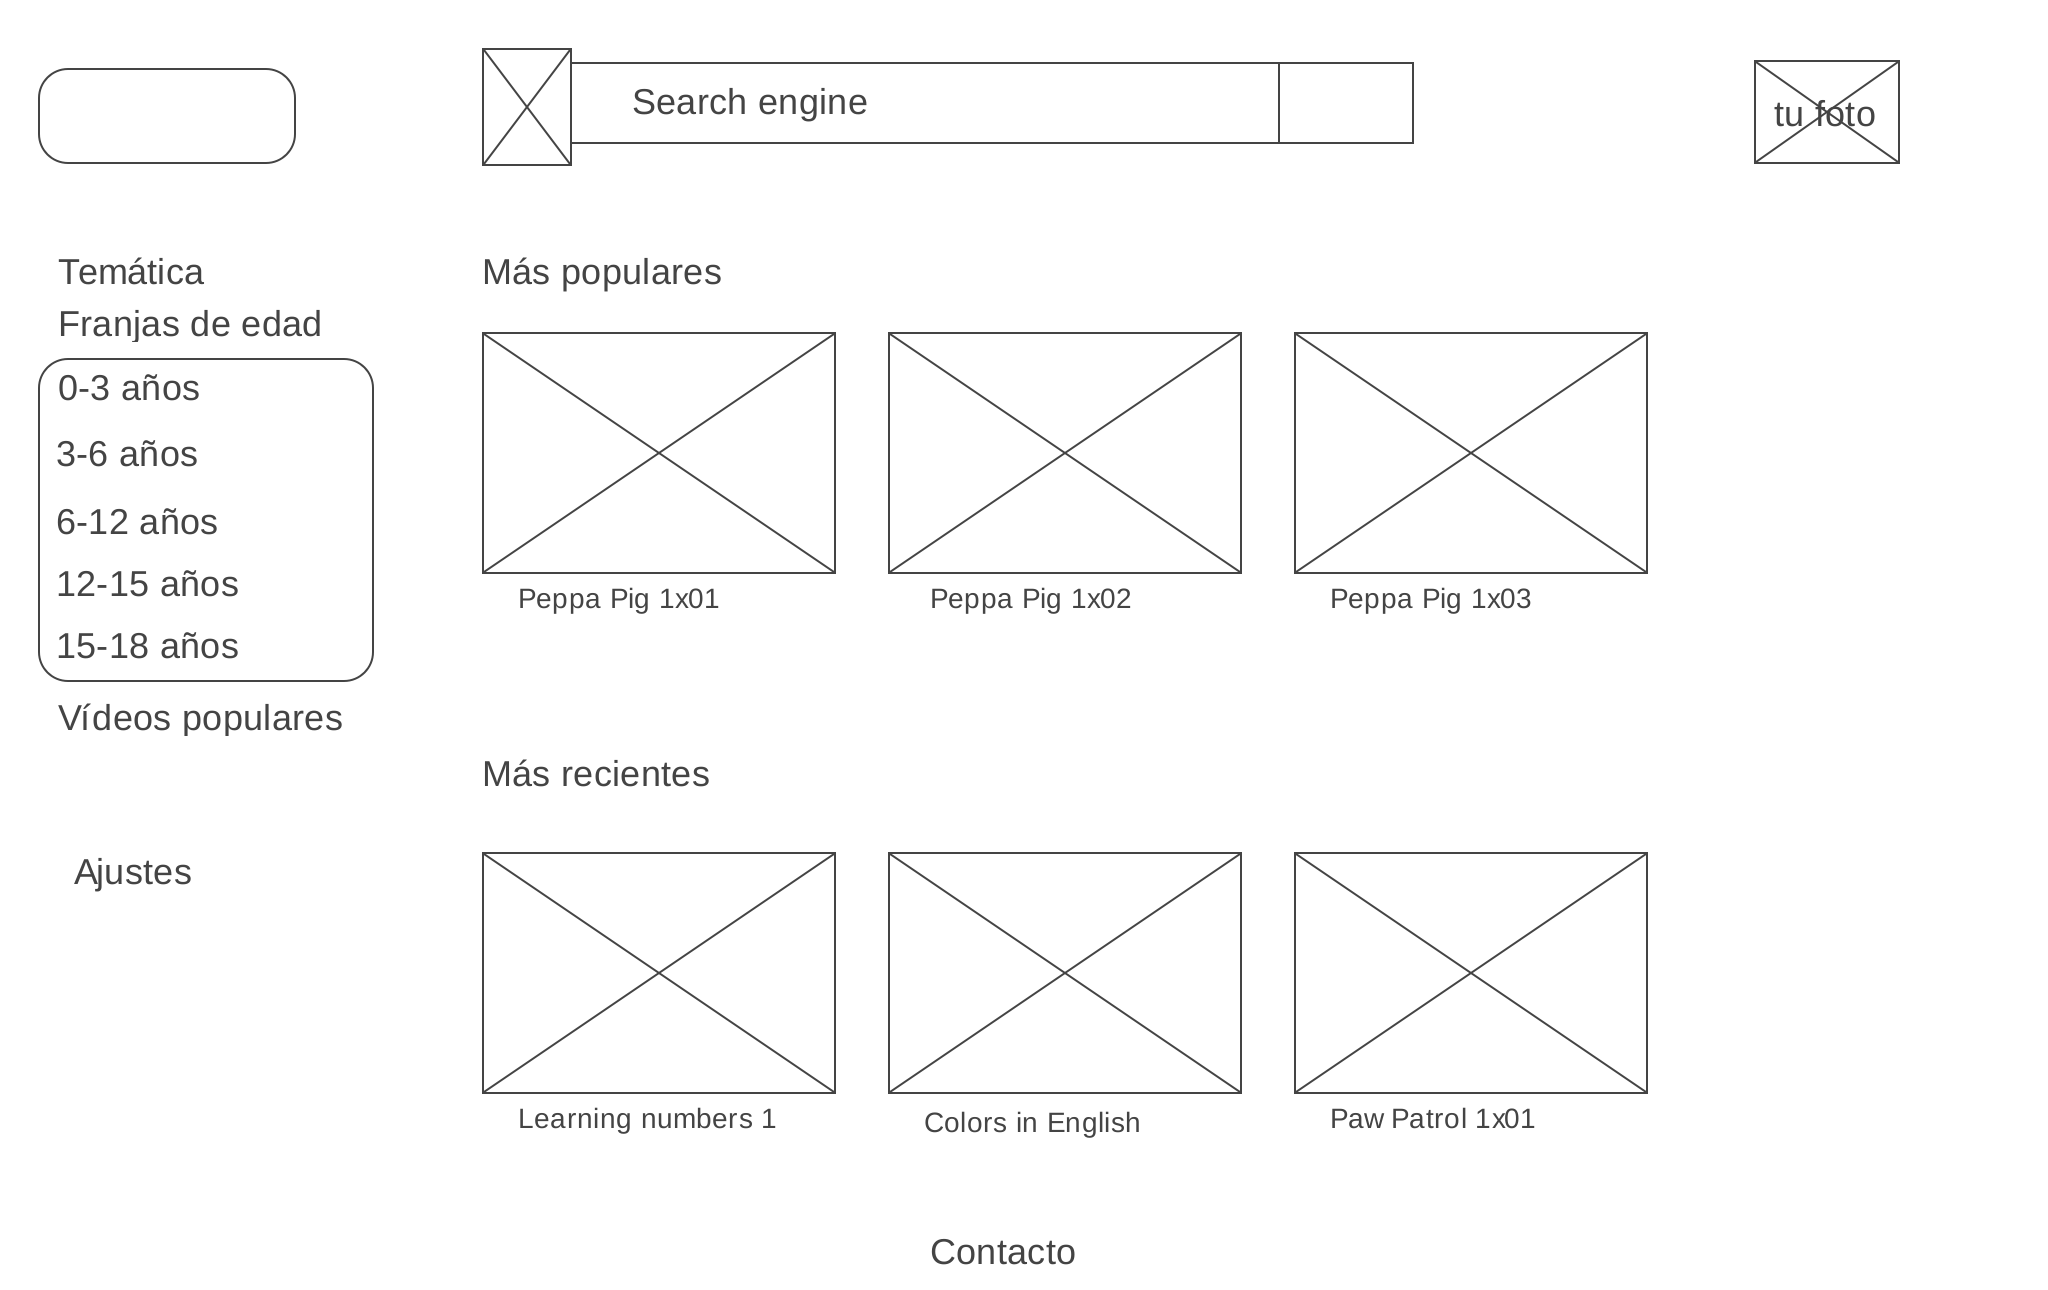 Search engine
tu foto
Temática
Franjas de edad
0-3 años
3-6 años
6-12 años
12-15 años
15-18 años
Vídeos populares
Ajustes
Más populares
Peppa Pig 1x01
Peppa Pig 1x02
Peppa Pig 1x03
Más recientes
Learning numbers 1
Colors in English
Paw Patrol 1x01
Contacto